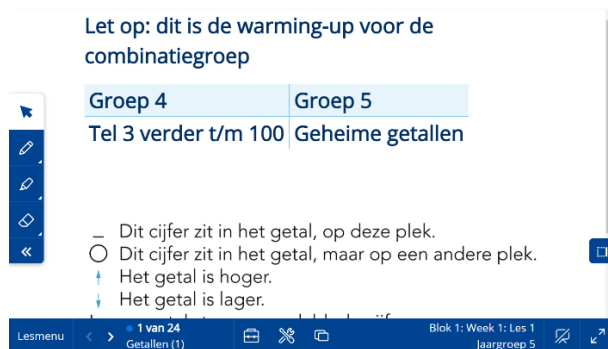 Let op: dit is de warming-up voor de
combinatiegroep
Groep 4 Groep 5
Tel 3 verder t/m 100 Geheime getallen
_ Dit cijfer zit in het getal, op deze plek.
○ Dit cijfer zit in het getal, maar op een andere plek.
↑ Het getal is hoger.
↓ Het getal is lager.
Lesmenu
1 van 24
Getallen (1)
Blok 1: Week 1: Les 1
Jaargroep 5